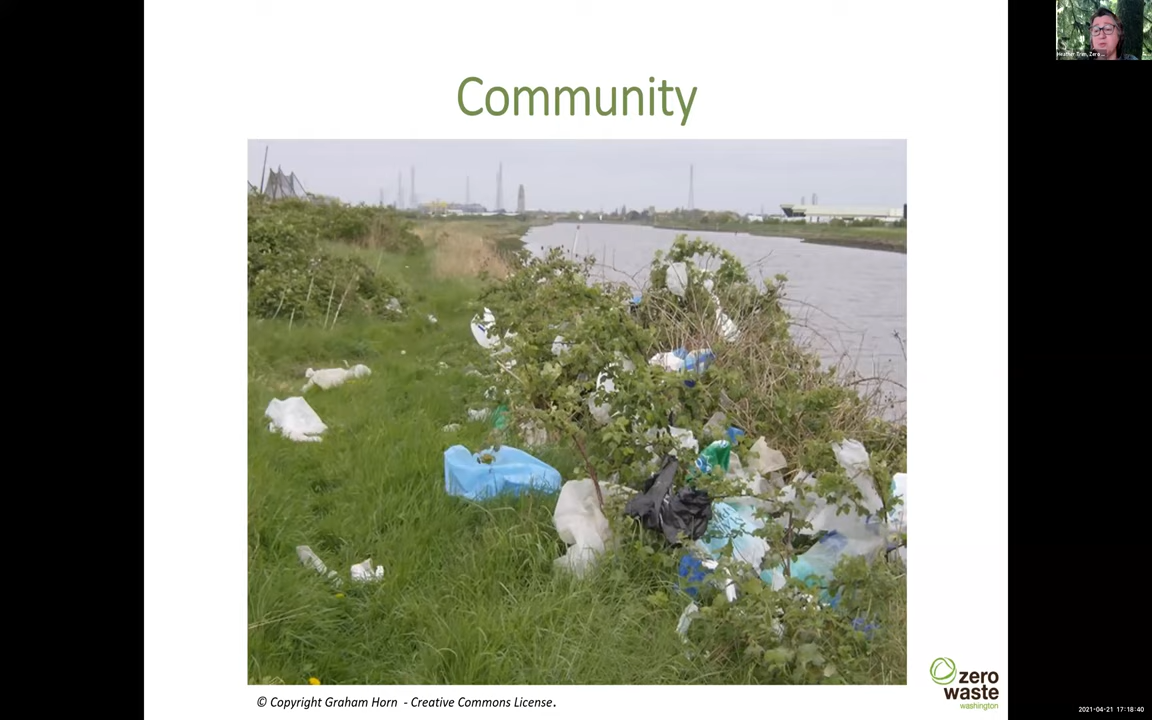 Community
© Copyright Graham Horn - Creative Commons License.
zero
waste
washington
2021-04-21 17:18:40